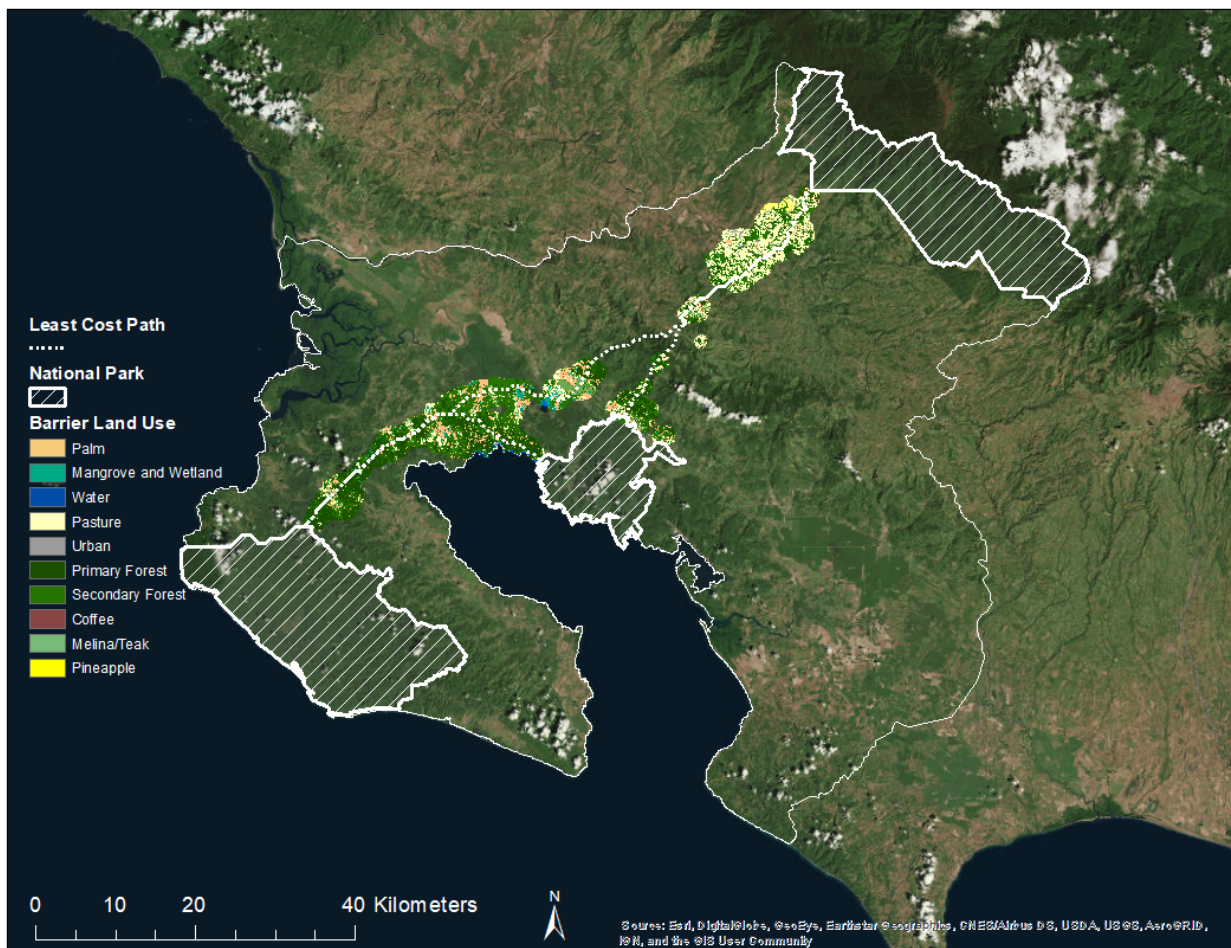 Least Cost Path
National Park
Barrier Land Use
Palm
Mangrove and Wetland
Water
Pasture
Urban
Primary Forest
Secondary Forest
Coffee
Melina/Teak
Pineapple
0 10 20 40 Kilometers
N
Source: Esri, DigitalGlobe, GeoEye, Earthstar Geographics, CNES/Airbus DS, USDA, USGS, AeroGRID,
IGN, and the GIS User Community